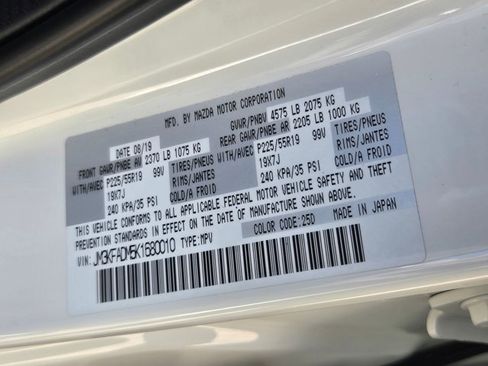 MFD. BY MAZDA MOTOR CORPORATION
DATE 08/19 GVWR/PNBV 4575 LB 2075 KG
FRONT GAWR/PNBE AV 2370 LB 1075 KG REAR GAWR/PNBE AR 2205 LB 1000 KG
WITH/AVEC P225/55R19 99V TIRES/PNEUS WITH/AVEC P225/55R19 99V TIRES/PNEUS
19X7J RIMS/JANTES 19X7J RIMS/JANTES
240 KPA/35 PSI COLD/A FROID 240 KPA/35 PSI COLD/A FROID
THIS VEHICLE CONFORMS TO ALL APPLICABLE FEDERAL MOTOR VEHICLE SAFETY AND THEFT
PREVENTION STANDARDS IN EFFECT ON THE DATE OF MANUFACTURE SHOWN ABOVE.
VIN: JM3KFADM5K1680010 TYPE:MPV COLOR CODE:25D MADE IN JAPAN